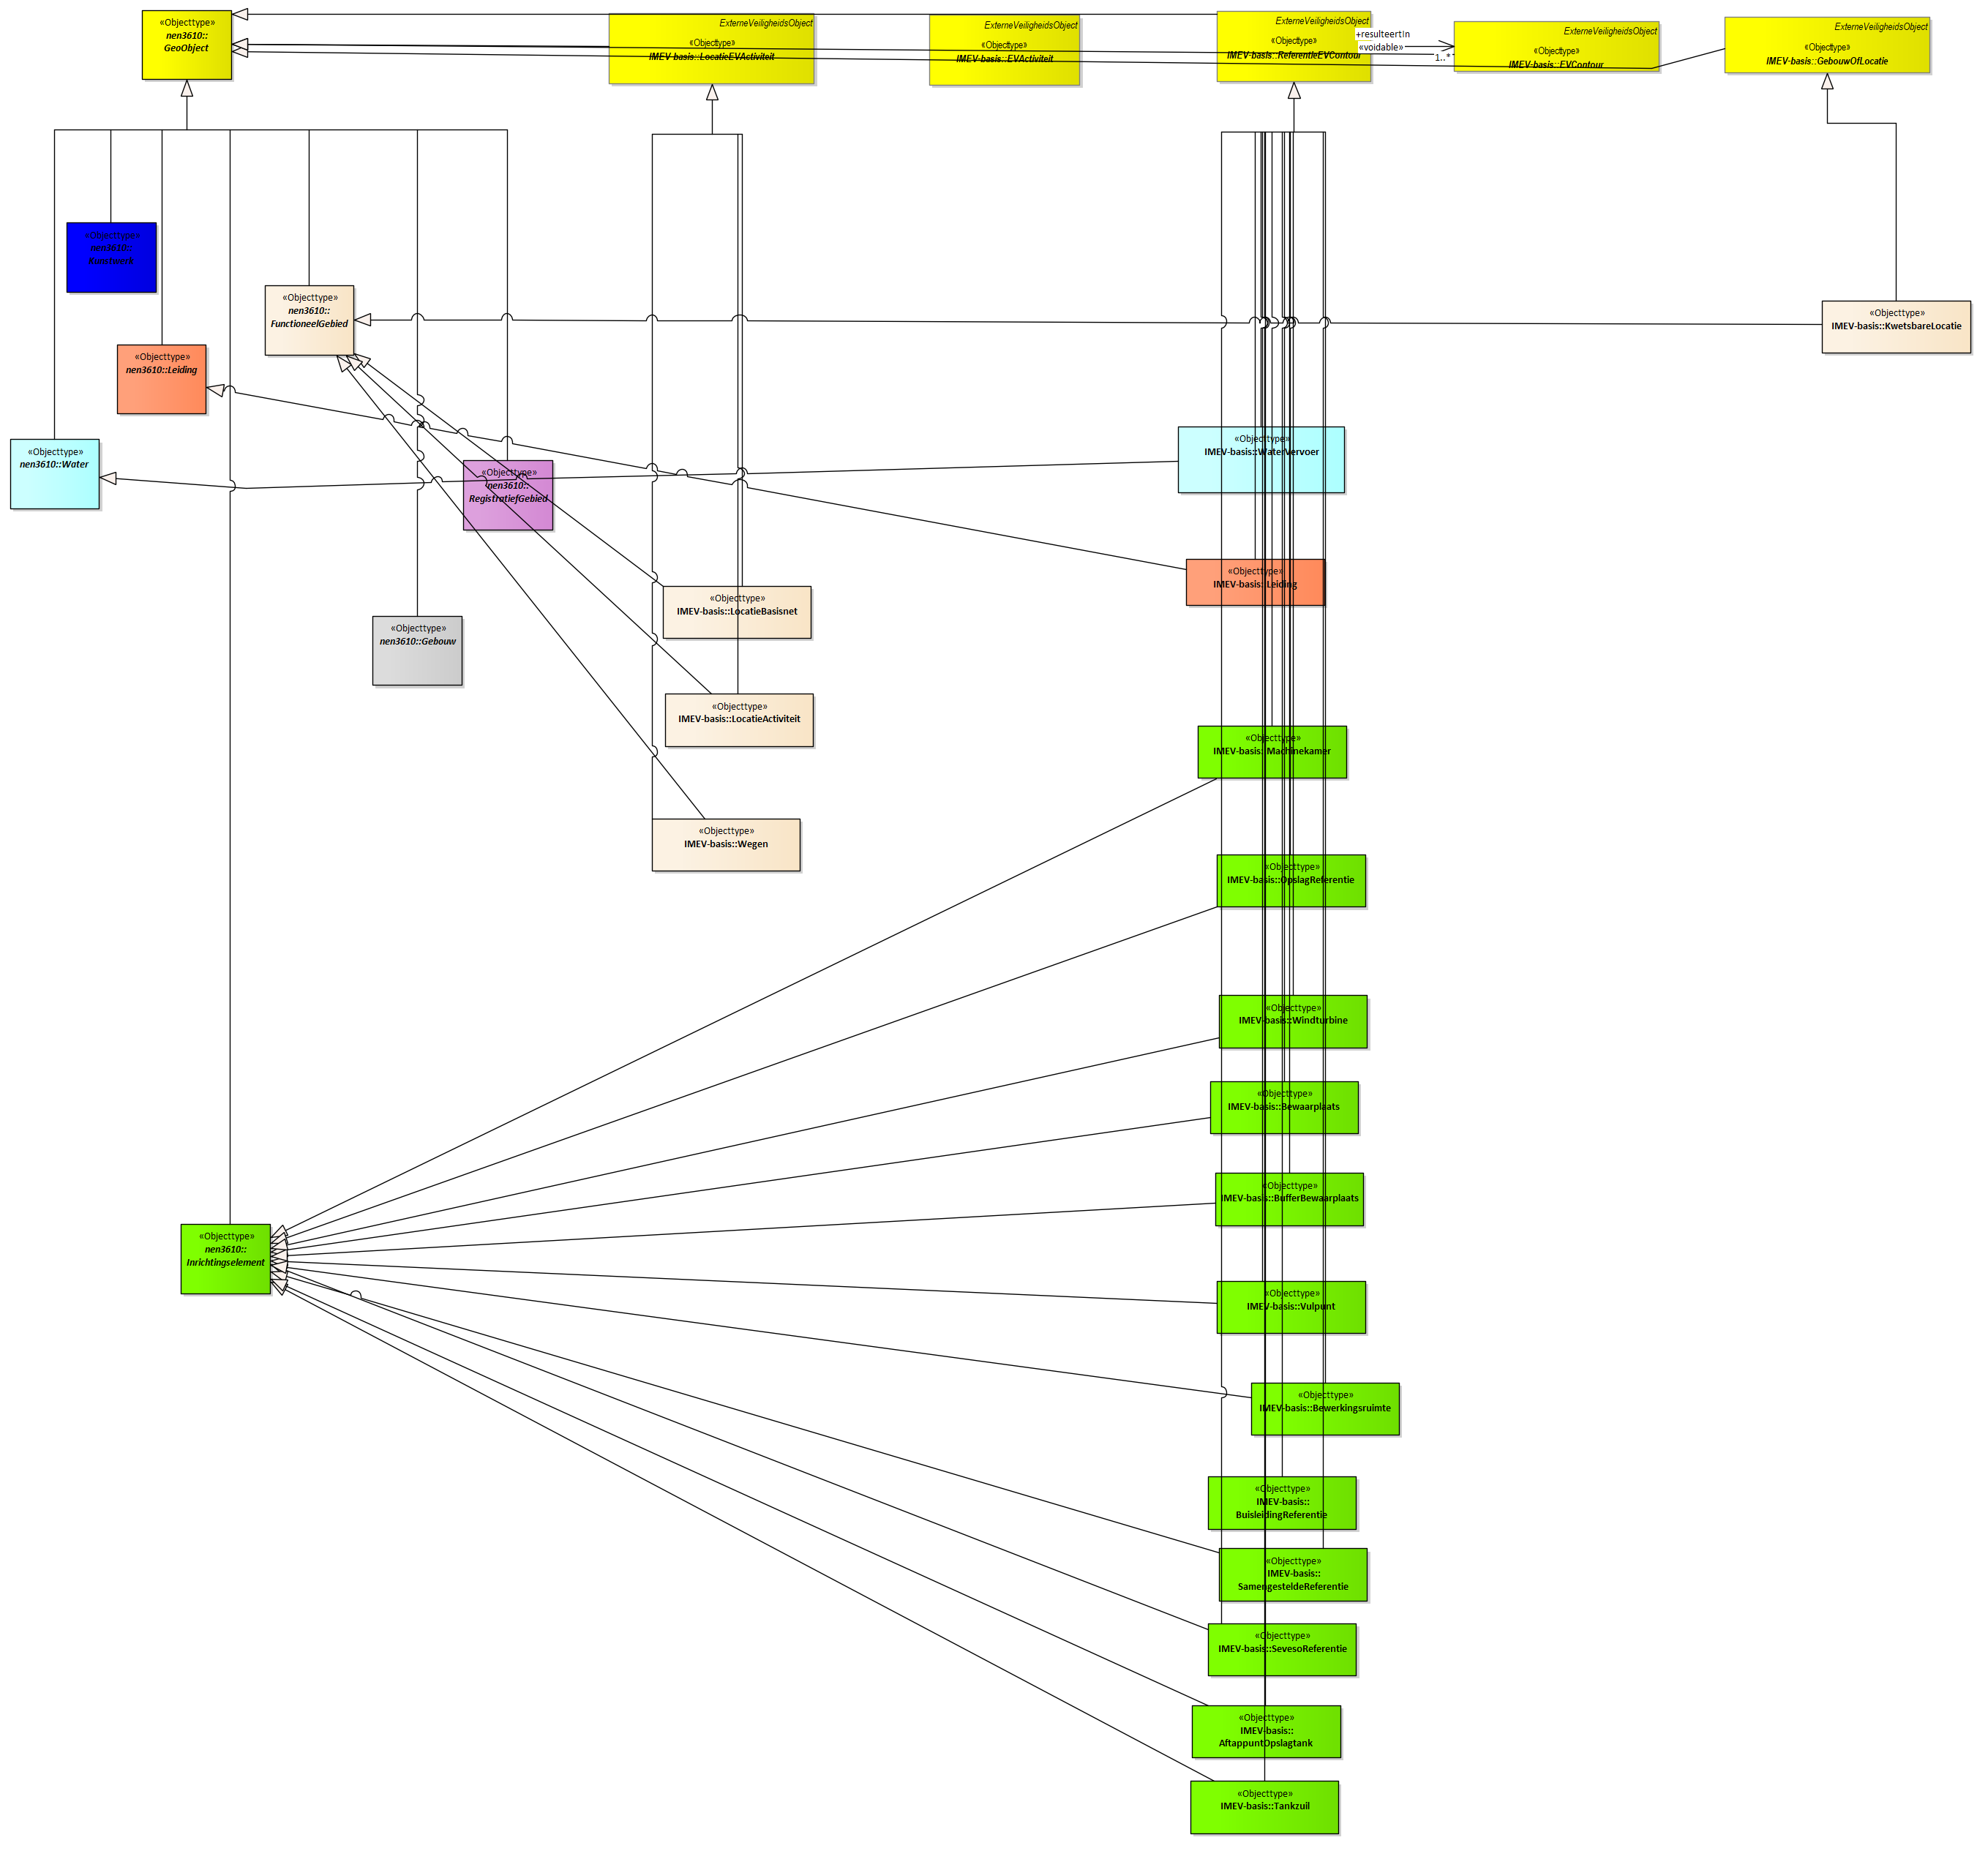 «Objecttype»
nen3610::
GeoObject
ExterneVeiligheidsObject
«Objecttype»
IMEV-basis::LocatieEVActiviteit
ExterneVeiligheidsObject
«Objecttype»
IMEV-basis::EVActiviteit
ExterneVeiligheidsObject
«Objecttype»
IMEV-basis::ReferentieEVContour
+resulteertIn
«voidable»
1..*
ExterneVeiligheidsObject
«Objecttype»
IMEV-basis::EVContour
ExterneVeiligheidsObject
«Objecttype»
IMEV-basis::GebouwOfLocatie
«Objecttype»
nen3610::
Kunstwerk
«Objecttype»
nen3610::
FunctioneelGebied
«Objecttype»
IMEV-basis::KwetsbareLocatie
«Objecttype»
nen3610::Leiding
«Objecttype»
nen3610::Water
«Objecttype»
nen3610::
RegistratiefGebied
«Objecttype»
IMEV-basis::WaterVervoer
«Objecttype»
IMEV-basis::Leiding
«Objecttype»
IMEV-basis::LocatieBasisnet
«Objecttype»
nen3610::Gebouw
«Objecttype»
IMEV-basis::LocatieActiviteit
«Objecttype»
IMEV-basis::Machinekamer
«Objecttype»
IMEV-basis::Wegen
«Objecttype»
IMEV-basis::OpslagReferentie
«Objecttype»
IMEV-basis::Windturbine
«Objecttype»
IMEV-basis::Bewaarplaats
«Objecttype»
IMEV-basis::BufferBewaarplaats
«Objecttype»
nen3610::
Inrichtingselement
«Objecttype»
IMEV-basis::Vulpunt
«Objecttype»
IMEV-basis::Bewerkingsruimte
«Objecttype»
IMEV-basis::
BuisleidingReferentie
«Objecttype»
IMEV-basis::
SamengesteldeReferentie
«Objecttype»
IMEV-basis::SevesoReferentie
«Objecttype»
IMEV-basis::
AftappuntOpslagtank
«Objecttype»
IMEV-basis::Tankzuil